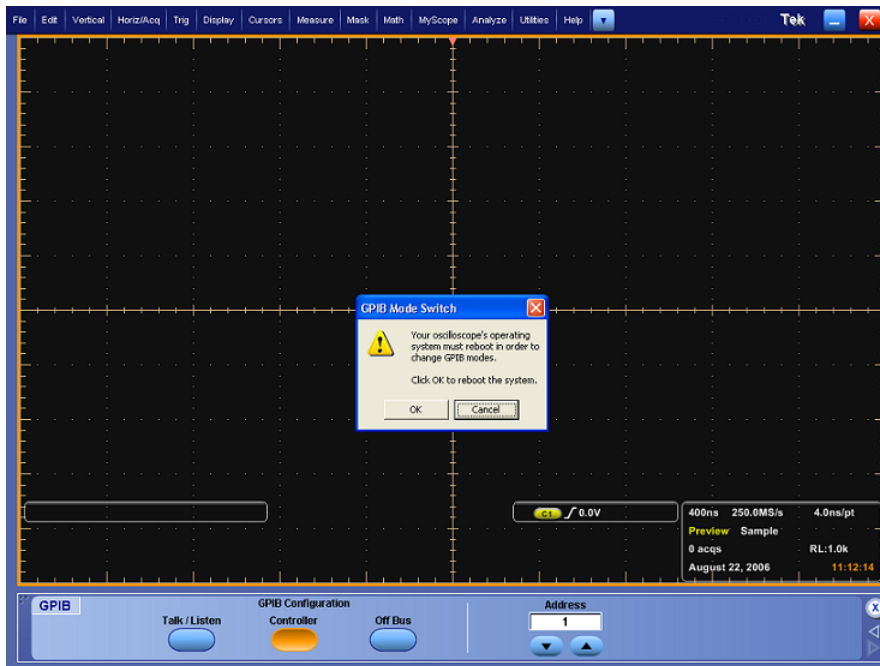 File Edit Vertical Horiz/Acq Trig Display Cursors Measure Mask Math MyScope Analyze Utilities Help Tek X
GPIB Mode Switch
Your oscilloscope's operating
system must reboot in order to
change GPIB modes.
Click OK to reboot the system.
OK Cancel
C1 0.0V
400ns 250.0MS/s 4.0ns/pt
Preview Sample
0 acqs RL:1.0k
August 22, 2006 11:12:14
GPIB
GPIB Configuration
Talk / Listen Controller Off Bus
Address
1
X